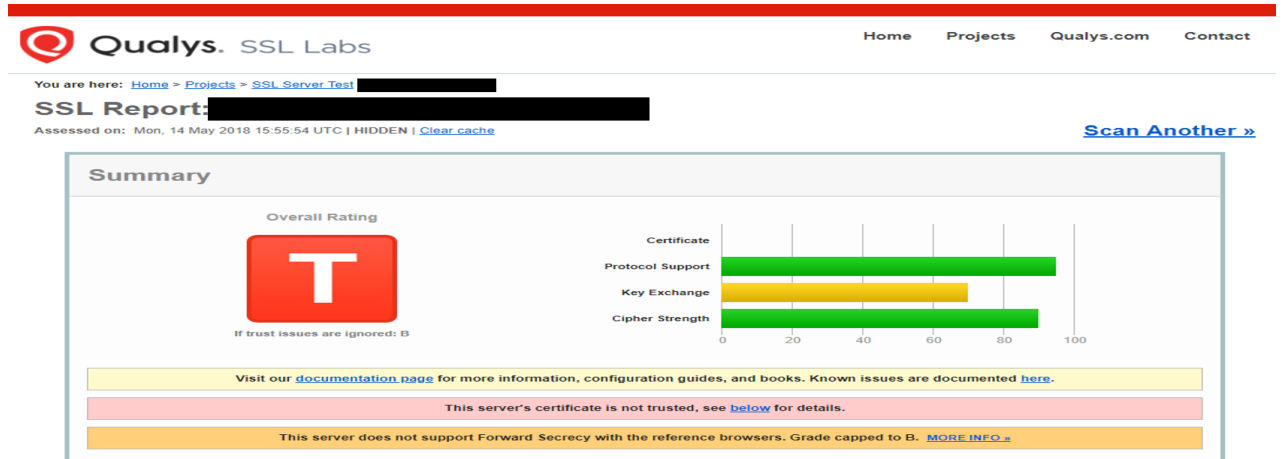 Qualys. SSL Labs
Home Projects Qualys.com Contact
You are here: Home > Projects > SSL Server Test
SSL Report:
Assessed on: Mon, 14 May 2018 15:55:54 UTC | HIDDEN | Clear cache
Scan Another »
Summary
Overall Rating
T
If trust issues are ignored: B
Certificate
Protocol Support
Key Exchange
Cipher Strength
0 20 40 60 80 100
Visit our documentation page for more information, configuration guides, and books. Known issues are documented here.
This server's certificate is not trusted, see below for details.
This server does not support Forward Secrecy with the reference browsers. Grade capped to B. MORE INFO »